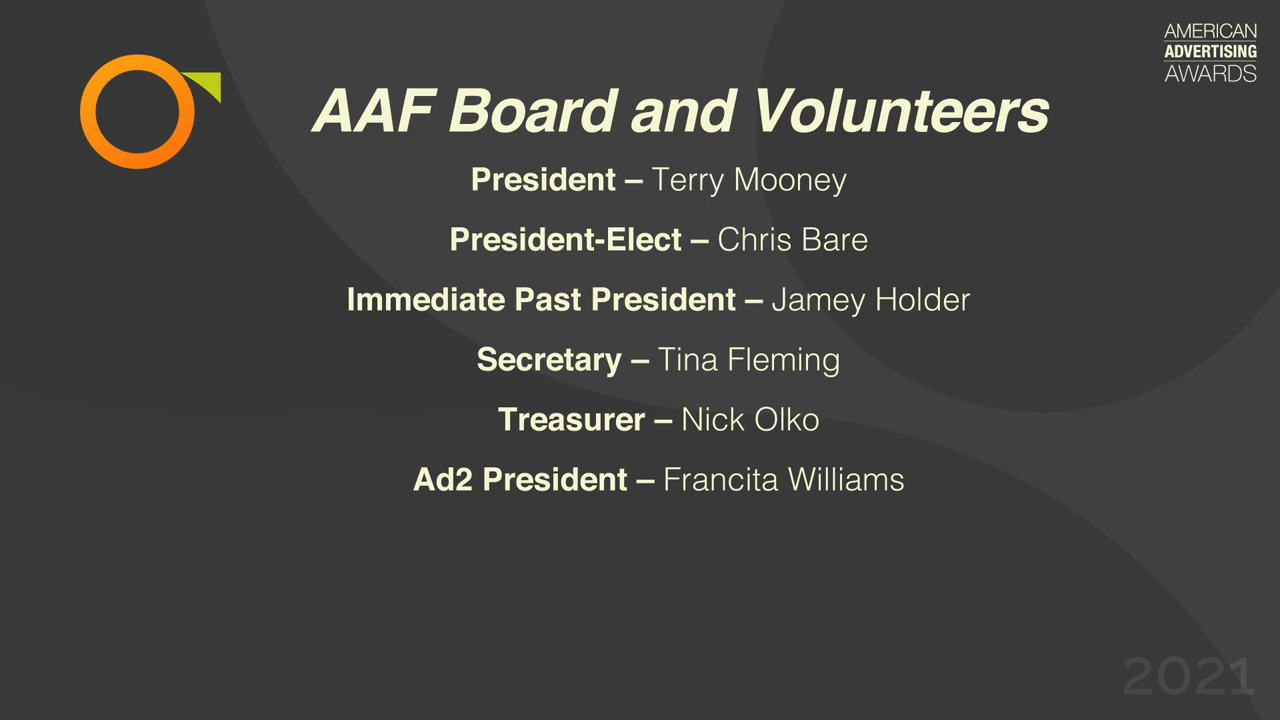 AMERICAN
ADVERTISING
AWARDS
AAF Board and Volunteers
President – Terry Mooney
President-Elect – Chris Bare
Immediate Past President – Jamey Holder
Secretary – Tina Fleming
Treasurer – Nick Olko
Ad2 President – Francita Williams
2021